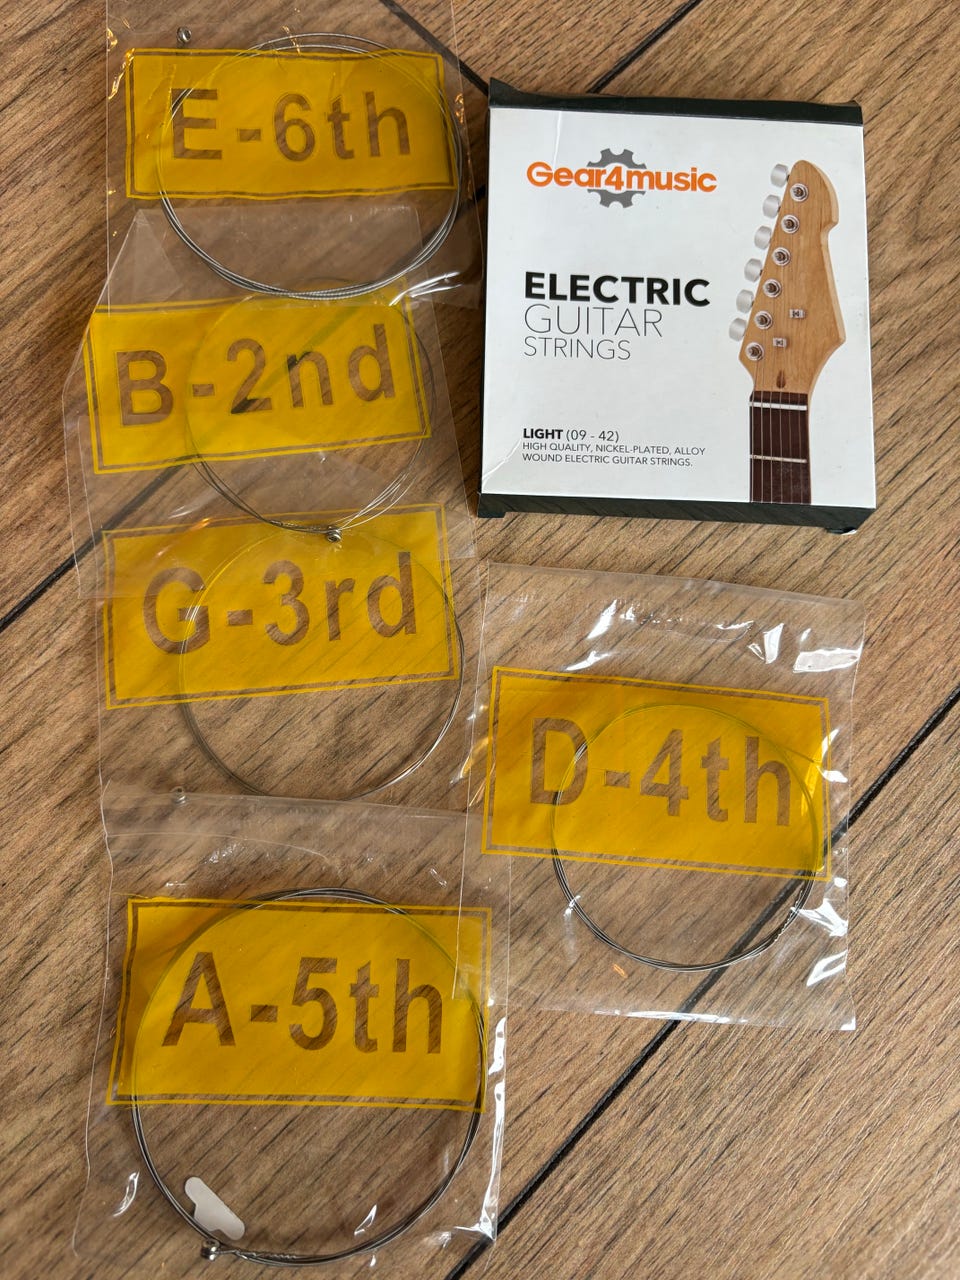 E-6th
B-2nd
G-3rd
A-5th
D-4th
Gear4music
ELECTRIC
GUITAR
STRINGS
LIGHT (09 - 42)
HIGH QUALITY, NICKEL-PLATED, ALLOY
WOUND ELECTRIC GUITAR STRINGS.